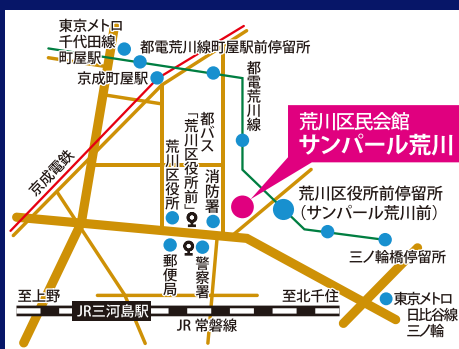 東京メトロ
千代田線
町屋駅
都電荒川線町屋駅前停留所
京成町屋駅
都電荒川線
京成電鉄
荒川区役所
「荒川区役所前」
都バス
消防署
荒川区民会館
サンパール荒川
荒川区役所前停留所
（サンパール荒川前）
三ノ輪橋停留所
郵便局
警察署
至上野
至北千住
JR三河島駅
JR 常磐線
東京メトロ
日比谷線
三ノ輪